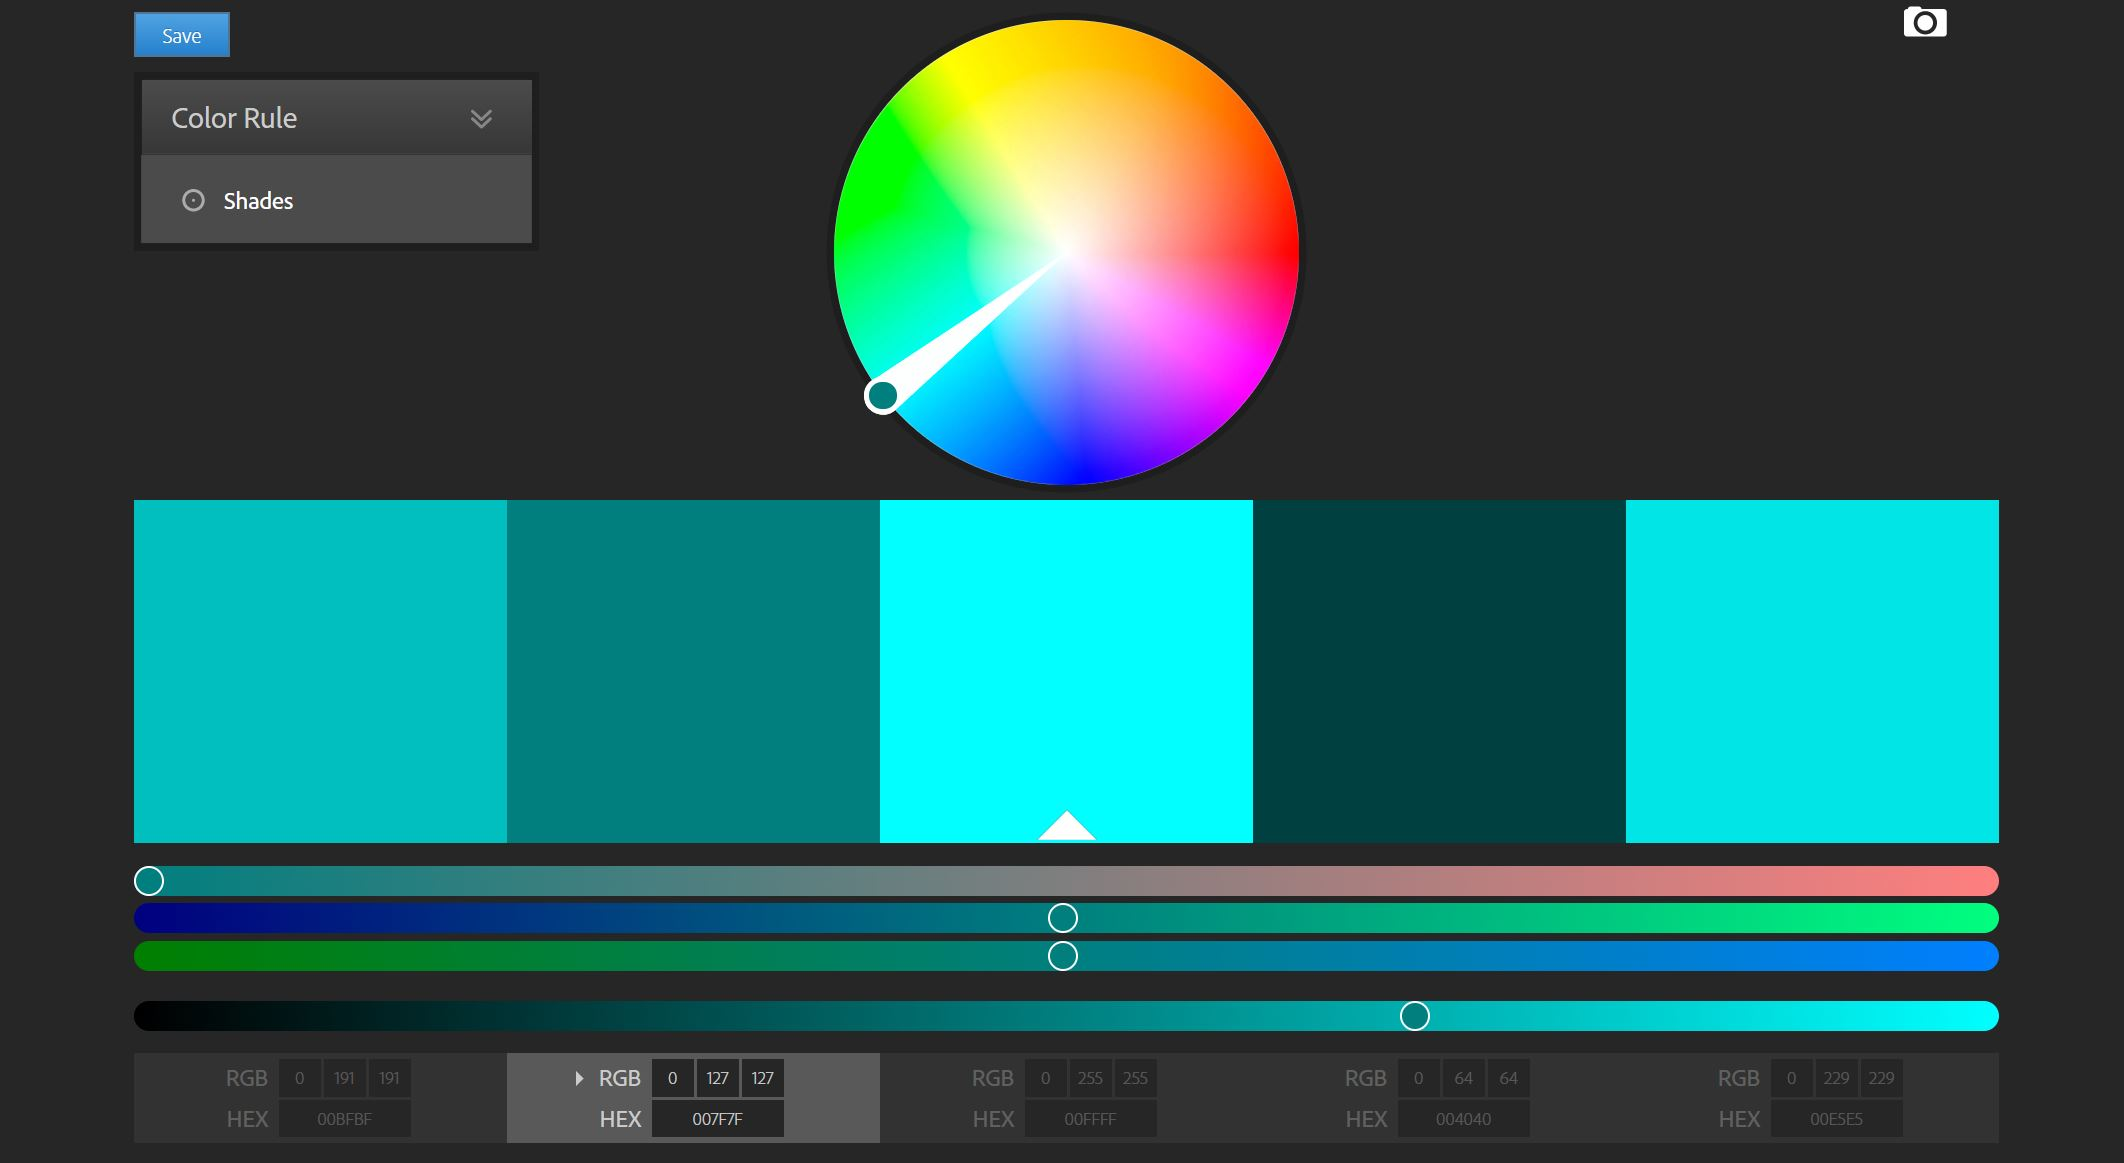 Save
Color Rule
Shades
RGB 0 191 191
HEX 00BFBF
RGB 0 127 127
HEX 007F7F
RGB 0 255 255
HEX 00FFFF
RGB 0 64 64
HEX 004040
RGB 0 229 229
HEX 00E5E5